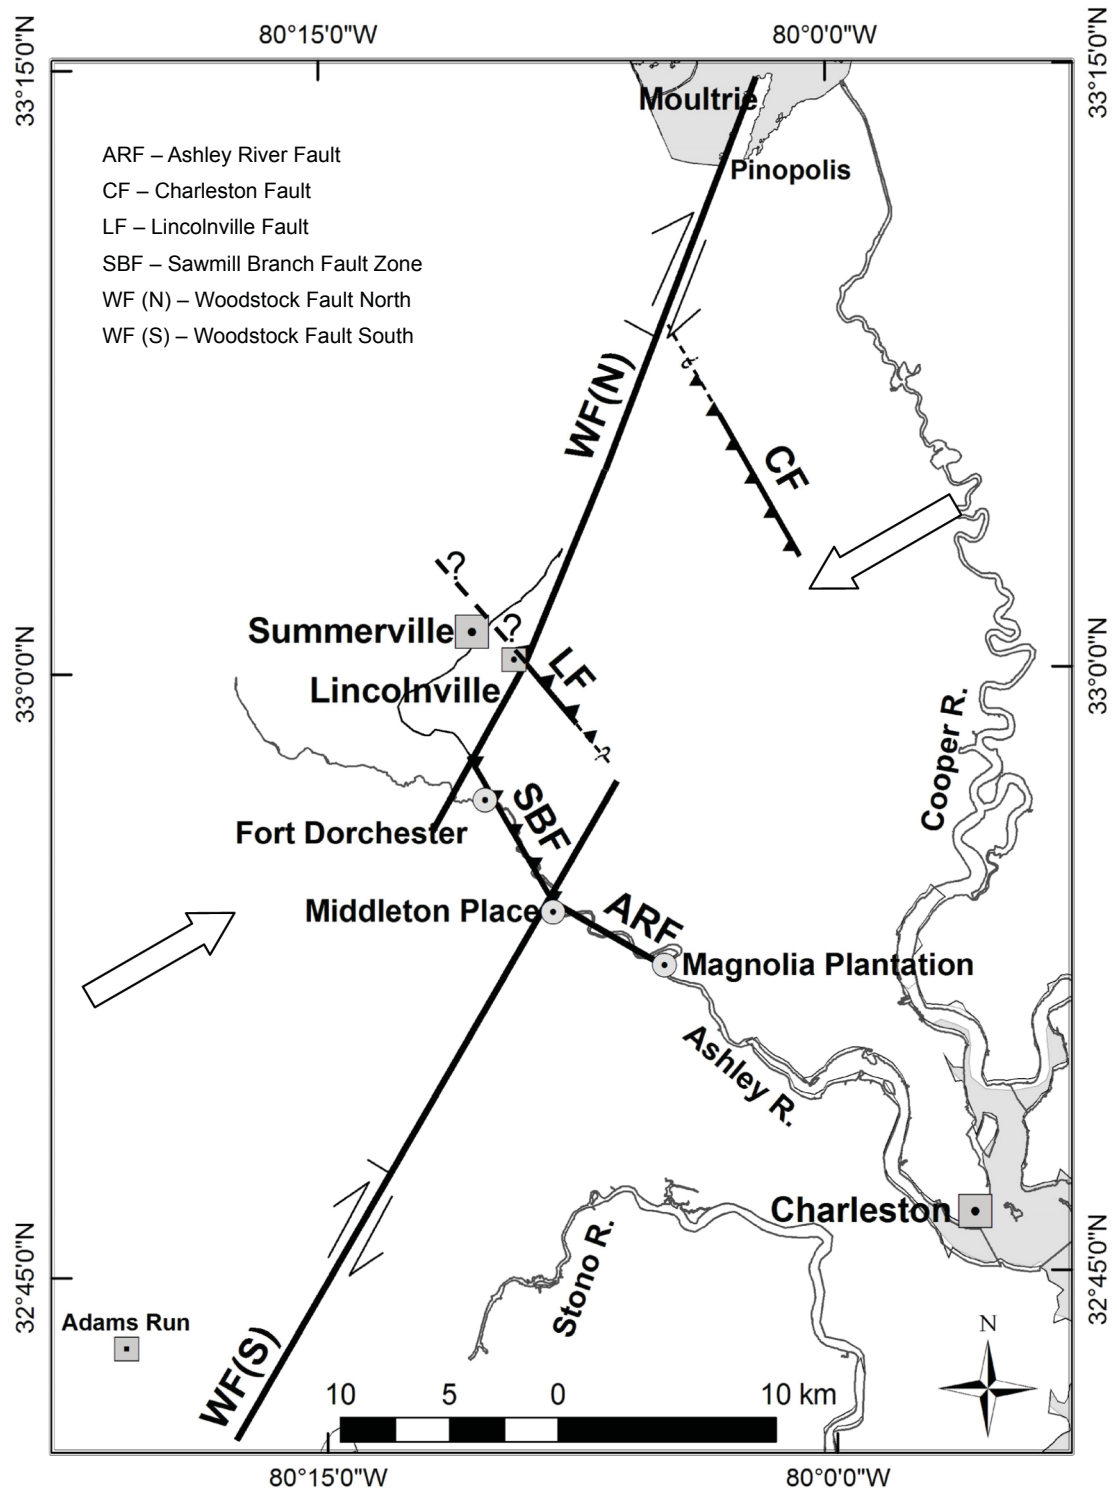 80°15'0"W
80°0'0"W
33°15'0"N
33°15'0"N
Moultrie
Pinopolis
ARF – Ashley River Fault
CF – Charleston Fault
LF – Lincolnville Fault
SBF – Sawmill Branch Fault Zone
WF (N) – Woodstock Fault North
WF (S) – Woodstock Fault South
WF(N)
?
CF
?
?
Summerville
LF
Lincolnville
33°0'0"N
33°0'0"N
?
Cooper R.
SBF
Fort Dorchester
Middleton Place
ARF
Magnolia Plantation
Ashley R.
Charleston
Stono R.
32°45'0"N
32°45'0"N
Adams Run
WF(S)
N
10 5 0 10 km
80°15'0"W
80°0'0"W